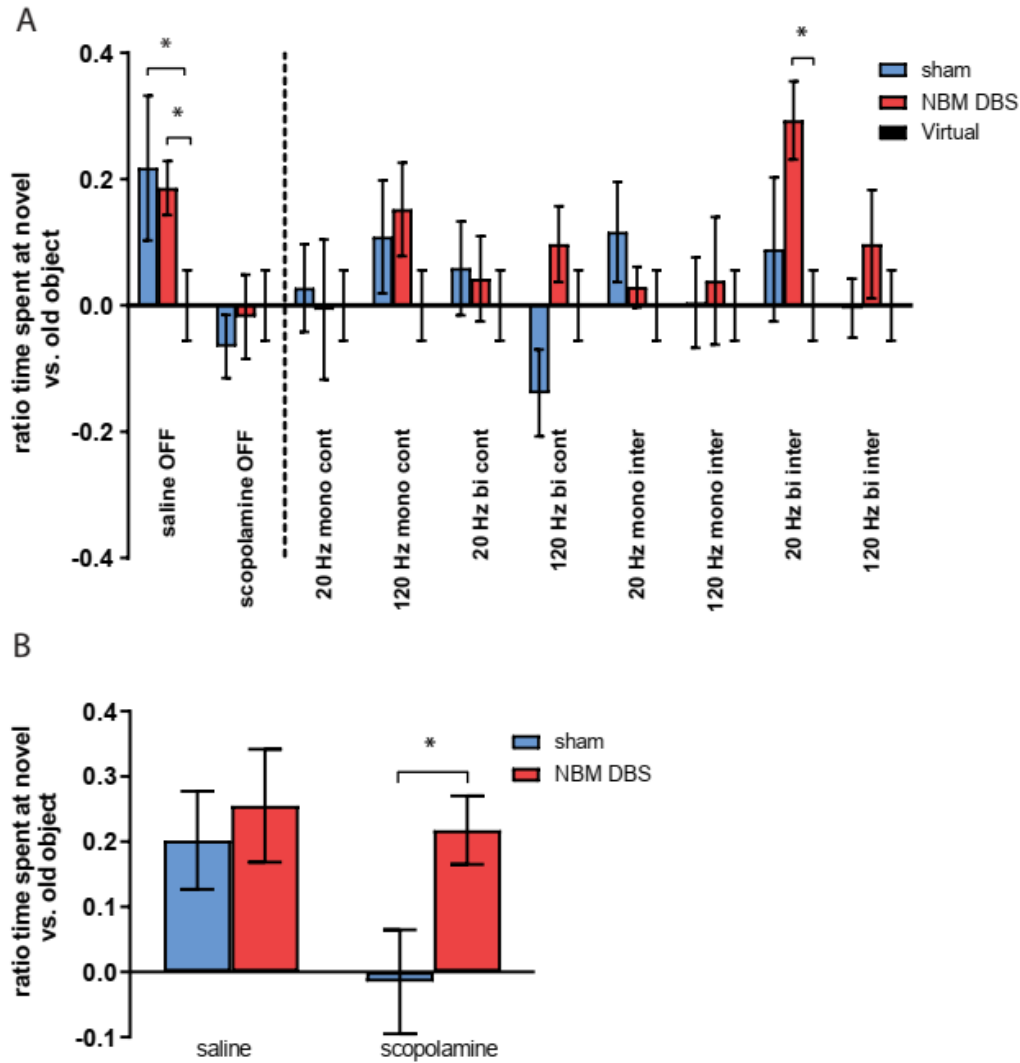 A
0.4
0.2
0.0
-0.2
-0.4
ratio time spent at novel
vs. old object
*
*
*
sham
NBM DBS
Virtual
saline OFF
scopolamine OFF
20 Hz mono cont
120 Hz mono cont
20 Hz bi cont
120 Hz bi cont
20 Hz mono inter
120 Hz mono inter
20 Hz bi inter
120 Hz bi inter
B
0.4
0.3
0.2
0.1
0.0
-0.1
ratio time spent at novel
vs. old object
*
sham
NBM DBS
saline
scopolamine